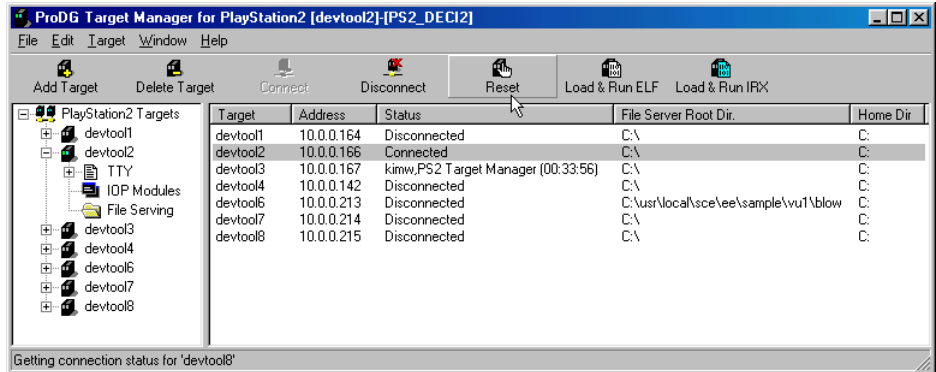 ProDG Target Manager for PlayStation2 [devtool2]-[PS2_DECI2]
File Edit Target Window Help
Add Target Delete Target Connect Disconnect Reset Load & Run ELF Load & Run IRX
PlayStation2 Targets
devtool1
devtool2
TTY
IOP Modules
File Serving
devtool3
devtool4
devtool6
devtool7
devtool8
Target Address Status File Server Root Dir. Home Dir
devtool1 10.0.0.164 Disconnected C:\ C:
devtool2 10.0.0.166 Connected C:\ C:
devtool3 10.0.0.167 kimw,PS2 Target Manager (00:33:56) C:\ C:
devtool4 10.0.0.142 Disconnected C:\ C:
devtool6 10.0.0.213 Disconnected C:\usr\local\sce\ee\sample\vu1\blow C:
devtool7 10.0.0.214 Disconnected C:\ C:
devtool8 10.0.0.215 Disconnected C:\ C:
Getting connection status for 'devtool8'